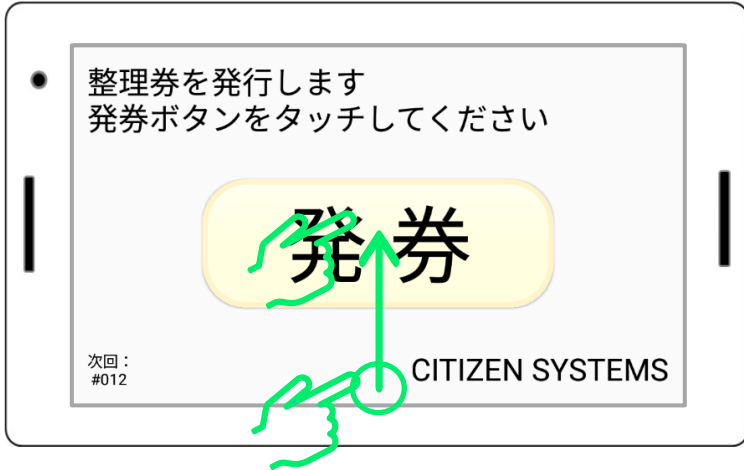 整理券を発行します
発券ボタンをタッチしてください
発券
次回：
#012
CITIZEN SYSTEMS